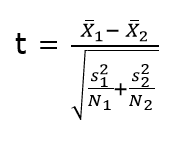 t = (X̄₁ − X̄₂) / √(s₁²/N₁ + s₂²/N₂)